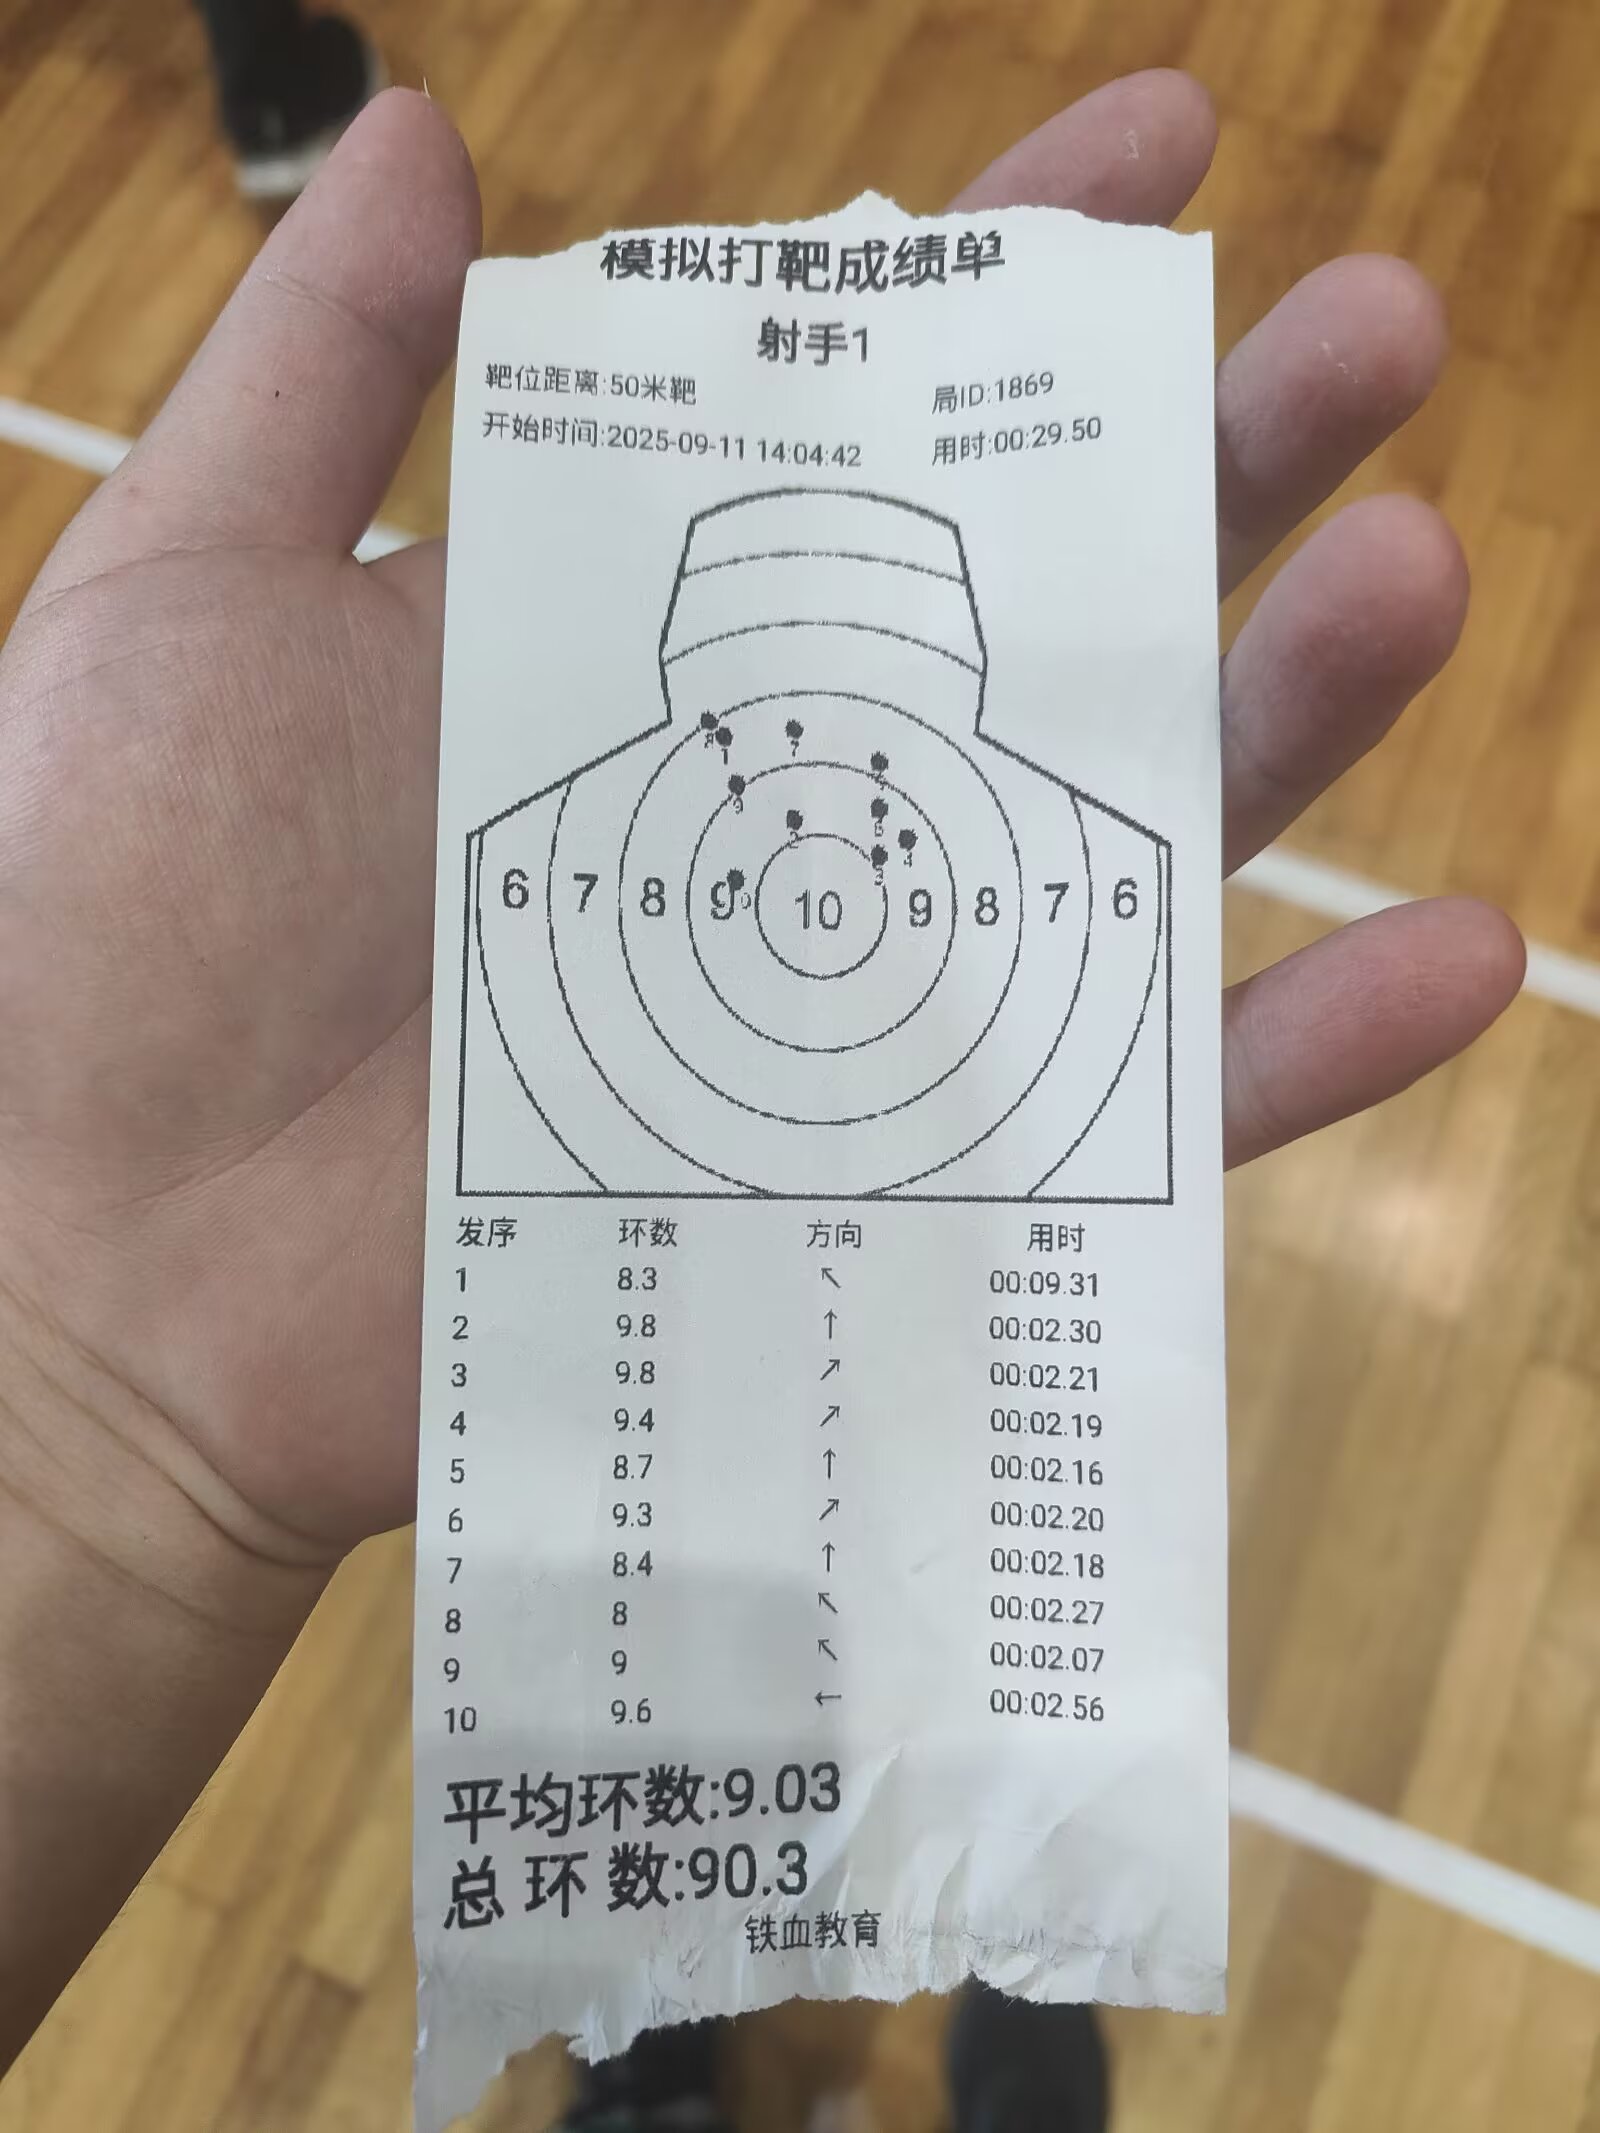 模拟打靶成绩单
射手1
靶位距离:50米靶 局ID:1869
开始时间:2025-09-11 14:04:42 用时:00:29.50
8 1 7
9
2 4
6 7 8 9 10 9 8 7 6
发序 环数 方向 用时
1 8.3 ↖ 00:09.31
2 9.8 ↑ 00:02.30
3 9.8 ↗ 00:02.21
4 9.4 ↗ 00:02.19
5 8.7 ↑ 00:02.16
6 9.3 ↗ 00:02.20
7 8.4 ↑ 00:02.18
8 8 ↖ 00:02.27
9 9 ↖ 00:02.07
10 9.6 ← 00:02.56
平均环数:9.03
总 环 数:90.3
铁血教育